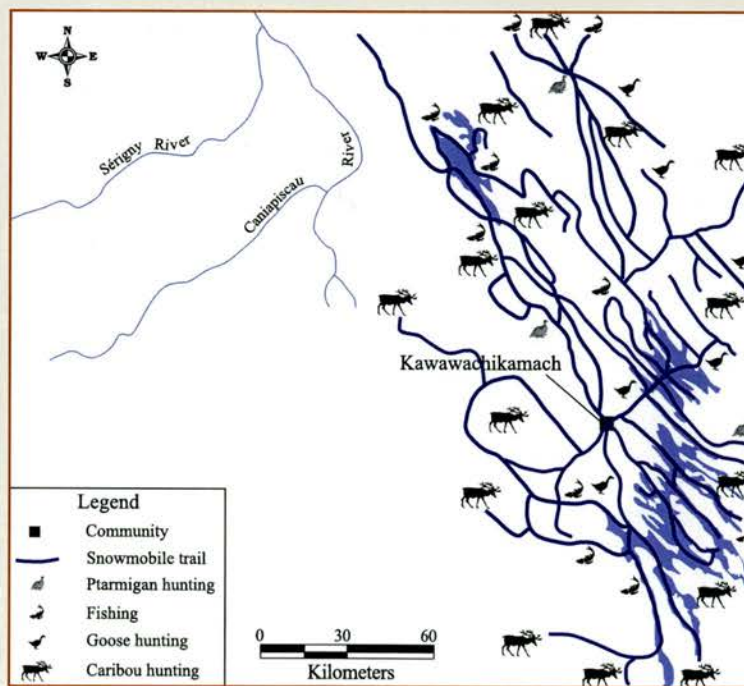 N
W E
S
Sérigny River
Caniapiscau River
Kawawachikamach
Legend
Community
Snowmobile trail
Ptarmigan hunting
Fishing
Goose hunting
Caribou hunting
0 30 60
Kilometers